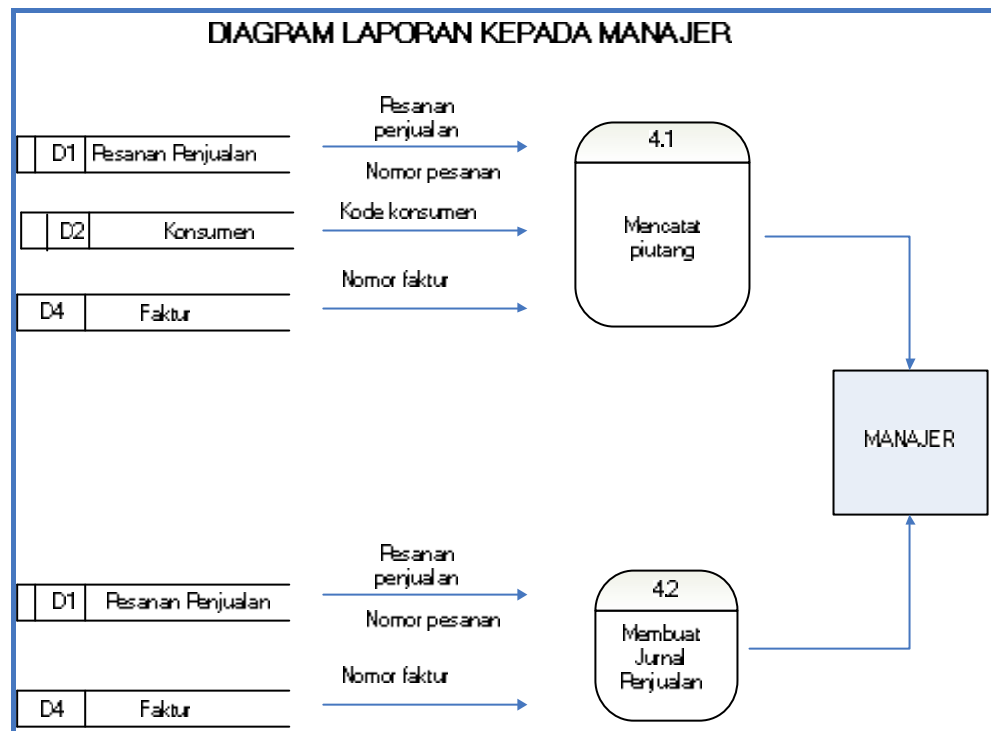 DIAGRAM LAPORAN KEPADA MANAJER
Pesanan
penjualan
D1 Pesanan Penjualan
Nomor pesanan
4.1
Kode konsumen
D2 Konsumen
Mencatat
piutang
Nomor faktur
D4 Faktur
MANAJER
Pesanan
penjualan
D1 Pesanan Penjualan
Nomor pesanan
4.2
Membuat
Jurnal
Penjualan
Nomor faktur
D4 Faktur